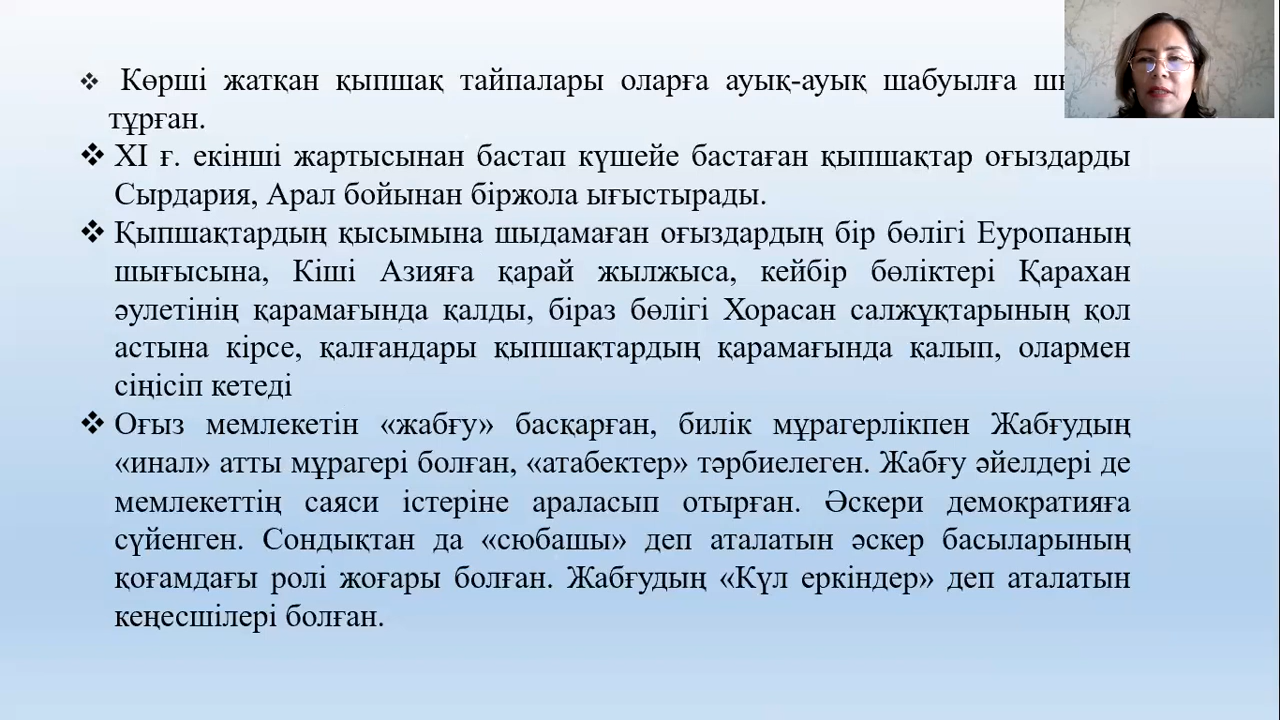 ❖ Көрші жатқан қыпшақ тайпалары оларға ауық-ауық шабуылға
тұрған.
❖ XI ғ. екінші жартысынан бастап күшейе бастаған қыпшақтар оғыздарды
Сырдария, Арал бойынан біржола ығыстырады.
❖ Қыпшақтардың қысымына шыдамаған оғыздардың бір бөлігі Еуропаның
шығысына, Кіші Азияға қарай жылжыса, кейбір бөліктері Қарахан
әулетінің қарамағында қалды, біраз бөлігі Хорасан салжұқтарының қол
астына кірсе, қалғандары қыпшақтардың қарамағында қалып, олармен
сіңісіп кетеді
❖ Оғыз мемлекетін «жабғу» басқарған, билік мұрагерлікпен Жабғудың
«инал» атты мұрагері болған, «атабектер» тәрбиелеген. Жабғу әйелдері де
мемлекеттің саяси істеріне араласып отырған. Әскери демократияға
сүйенген. Сондықтан да «сюбашы» деп аталатын әскер басыларының
қоғамдағы ролі жоғары болған. Жабғудың «Күл еркіндер» деп аталатын
кеңесшілері болған.